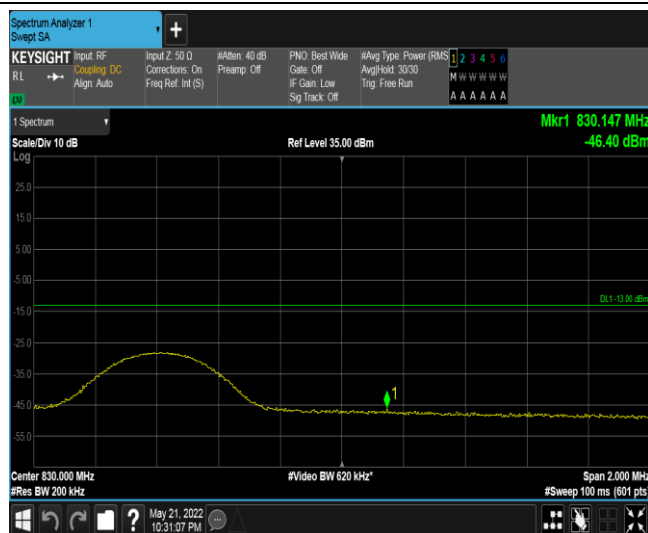 Spectrum Analyzer 1
Swept SA
+
KEYSIGHT
RL
Input: RF
Coupling: DC
Align: Auto
Input Z: 50 Ω
Corrections: On
Freq Ref: Int (S)
#Atten: 40 dB
Preamp: Off
PNO: Best Wide
Gate: Off
IF Gain: Low
Sig Track: Off
#Avg Type: Power (RMS
Avg|Hold: 30/30
Trig: Free Run
1 2 3 4 5 6
M W W W W W
A A A A A A
1 Spectrum
Mkr1 830.147 MHz
-46.40 dBm
Scale/Div 10 dB
Ref Level 35.00 dBm
Log
25.0
15.0
5.00
-5.00
DL1 -13.00 dBm
-15.0
-25.0
-35.0
1
-45.0
-55.0
Center 830.000 MHz
#Video BW 620 kHz*
Span 2.000 MHz
#Res BW 200 kHz
#Sweep 100 ms (601 pts)
?
May 21, 2022
10:31:07 PM